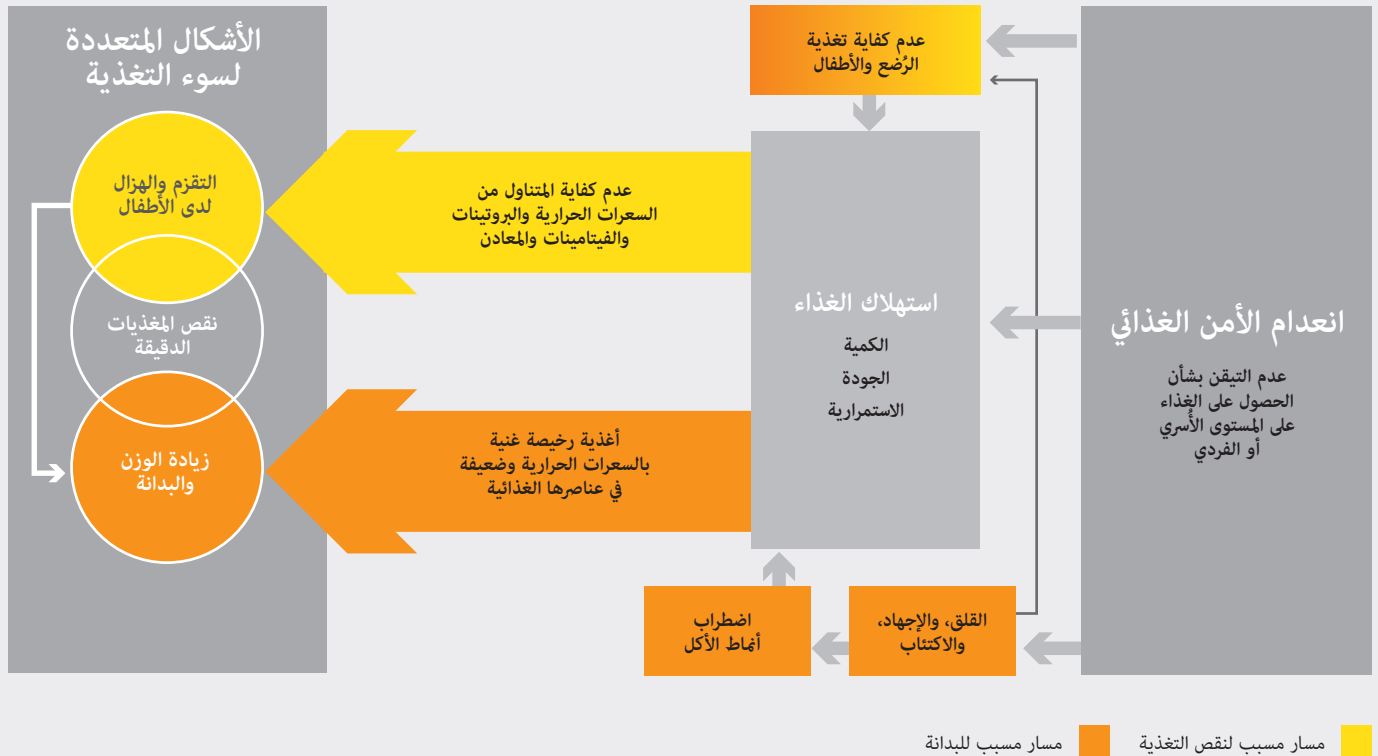 انعدام الأمن الغذائي
عدم التيقن بشأن
الحصول على الغذاء
على المستوى الأُسري
أو الفردي
عدم كفاية تغذية
الرُضع والأطفال
استهلاك الغذاء
الكمية
الجودة
الاستمرارية
القلق، والإجهاد،
والاكتئاب
اضطراب
أنماط الأكل
عدم كفاية المتناول من
السعرات الحرارية والبروتينات
والفيتامينات والمعادن
أغذية رخيصة غنية
بالسعرات الحرارية وضعيفة
في عناصرها الغذائية
الأشكال المتعددة
لسوء التغذية
التقزم والهزال
لدى الأطفال
نقص المغذيات
الدقيقة
زيادة الوزن
والبدانة
مسار مسبب لنقص التغذية
مسار مسبب للبدانة